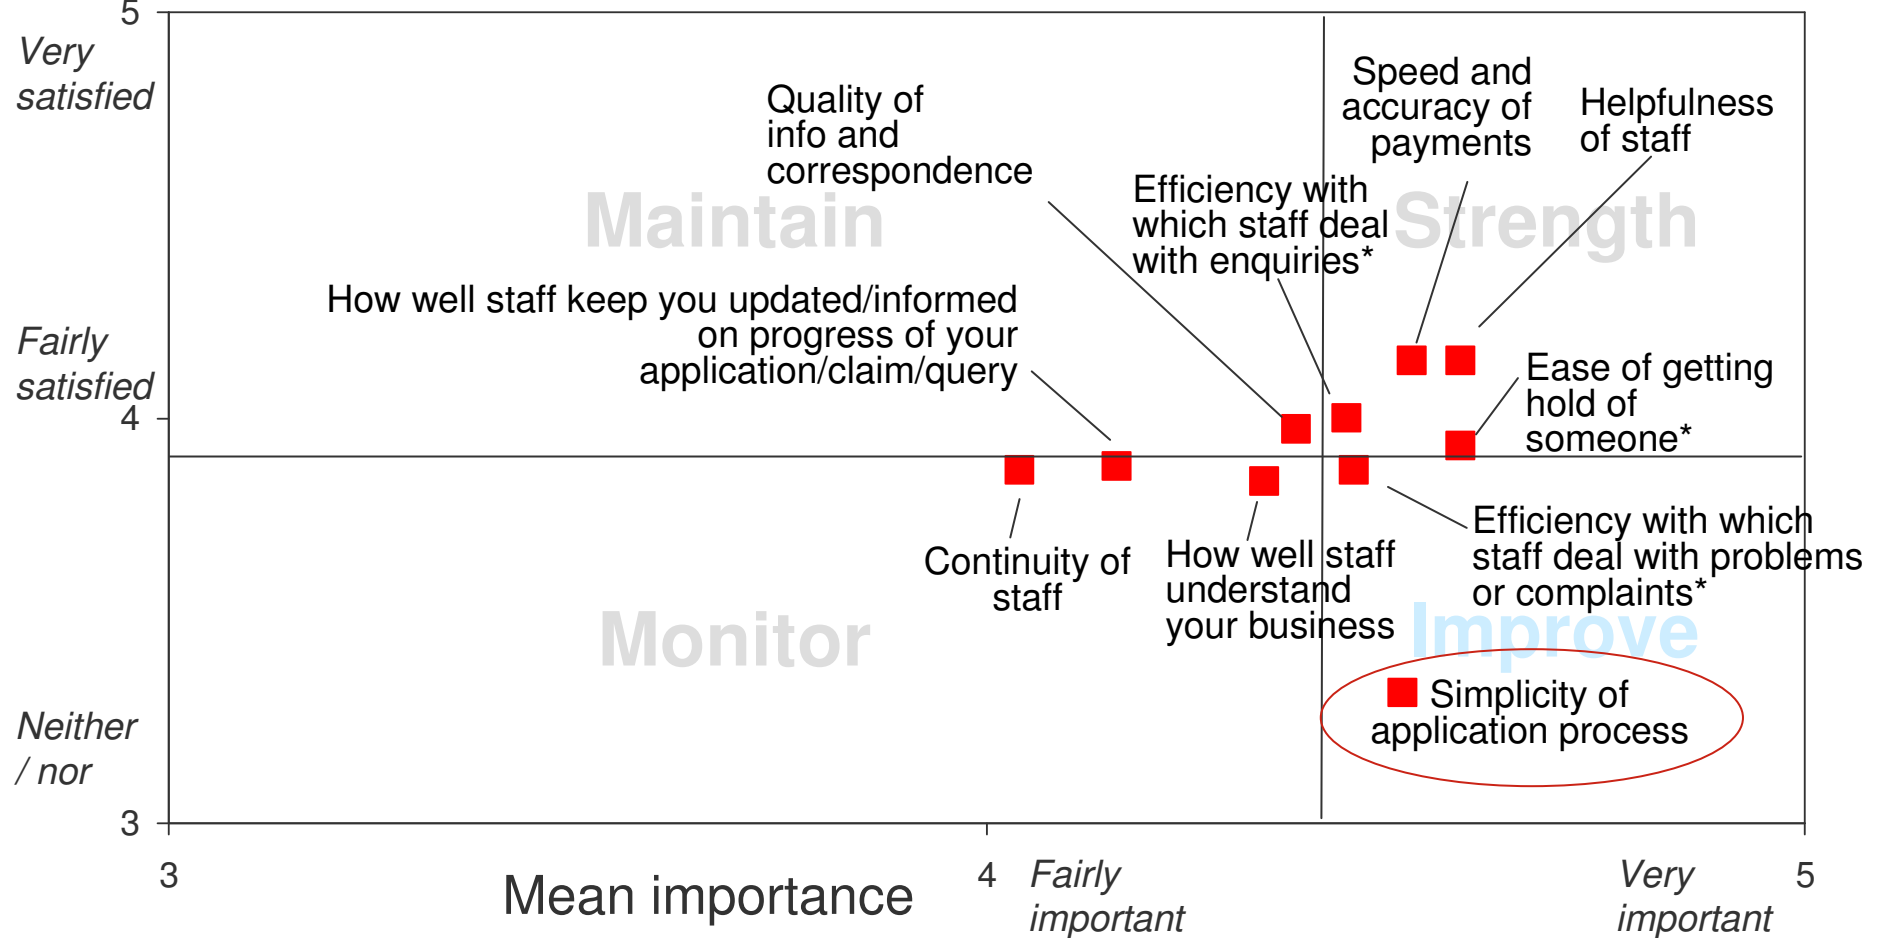 5
Very
satisfied
Speed and
accuracy of
payments
Helpfulness
of staff
Quality of
info and
correspondence
Efficiency with
which staff deal
with enquiries*
Maintain
Strength
How well staff keep you updated/informed
on progress of your
application/claim/query
Fairly
satisfied
4
Ease of getting
hold of
someone*
Efficiency with which
staff deal with problems
or complaints*
Continuity of
staff
How well staff
understand
your business
Monitor
Improve
Simplicity of
application process
Neither
/ nor
3
3
4
5
Mean importance
Fairly
important
Very
important